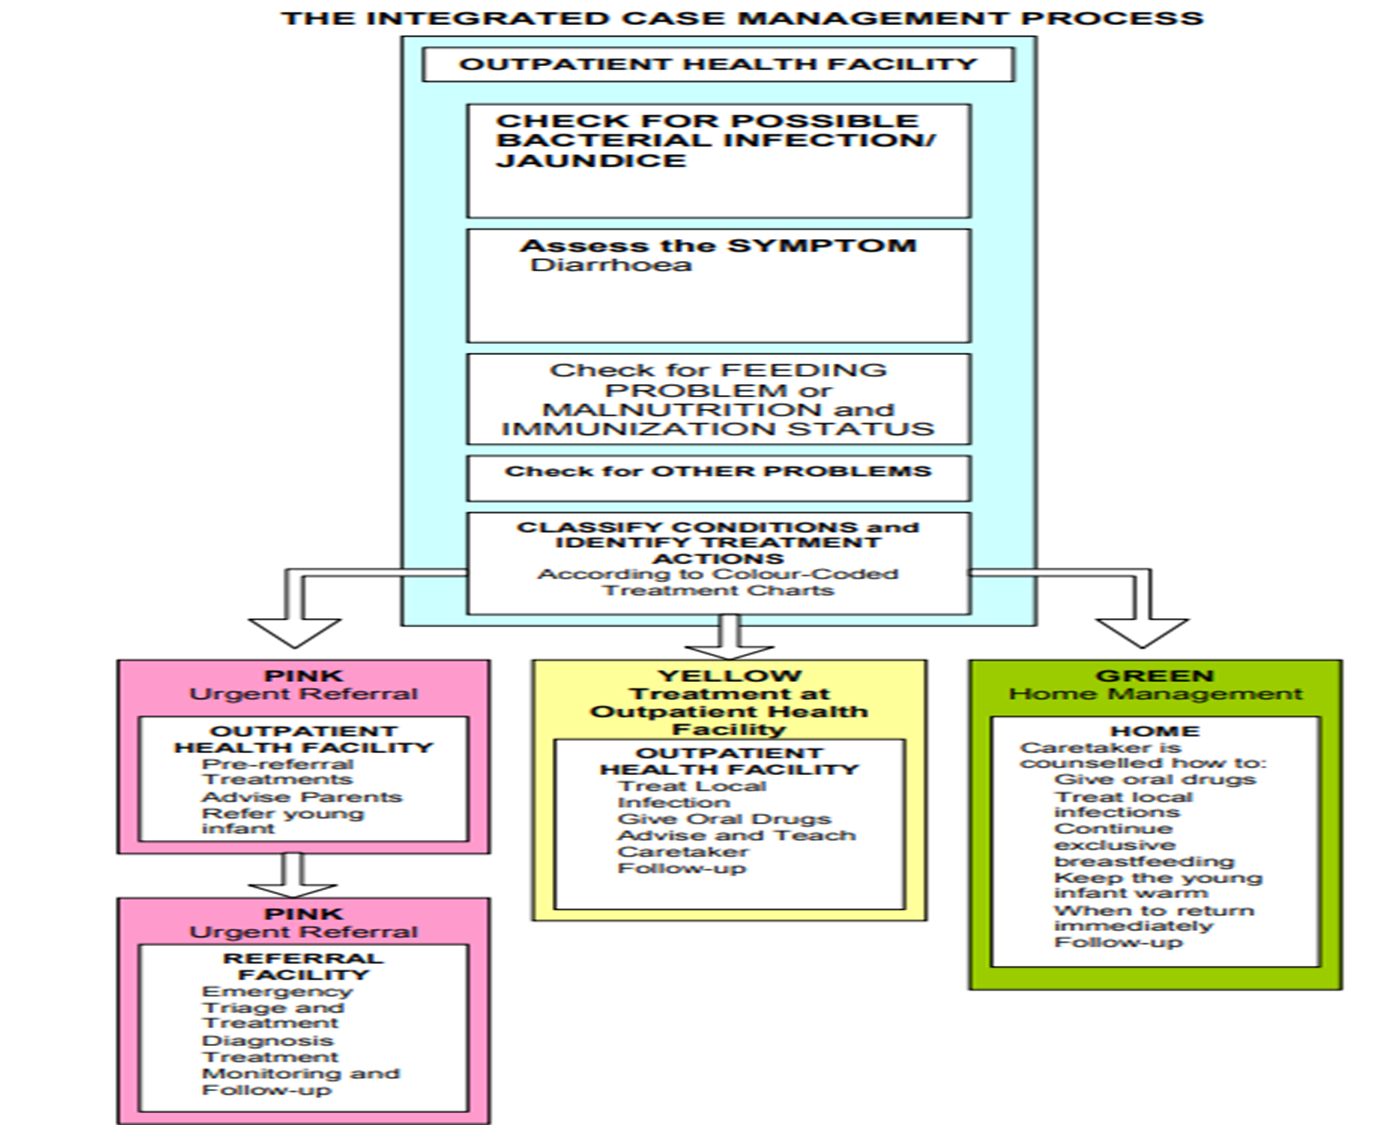 THE INTEGRATED CASE MANAGEMENT PROCESS
OUTPATIENT HEALTH FACILITY
CHECK FOR POSSIBLE
BACTERIAL INFECTION/
JAUNDICE
Assess the SYMPTOM
Diarrhoea
Check for FEEDING
PROBLEM or
MALNUTRITION and
IMMUNIZATION STATUS
Check for OTHER PROBLEMS
CLASSIFY CONDITIONS and
IDENTIFY TREATMENT
ACTIONS
According to Colour-Coded
Treatment Charts
PINK
Urgent Referral
OUTPATIENT
HEALTH FACILITY
Pre-referral
Treatments
Advise Parents
Refer young
infant
PINK
Urgent Referral
REFERRAL
FACILITY
Emergency
Triage and
Treatment
Diagnosis
Treatment
Monitoring and
Follow-up
YELLOW
Treatment at
Outpatient Health
Facility
OUTPATIENT
HEALTH FACILITY
Treat Local
Infection
Give Oral Drugs
Advise and Teach
Caretaker
Follow-up
GREEN
Home Management
HOME
Caretaker is
counselled how to:
Give oral drugs
Treat local
infections
Continue
exclusive
breastfeeding
Keep the young
infant warm
When to return
immediately
Follow-up